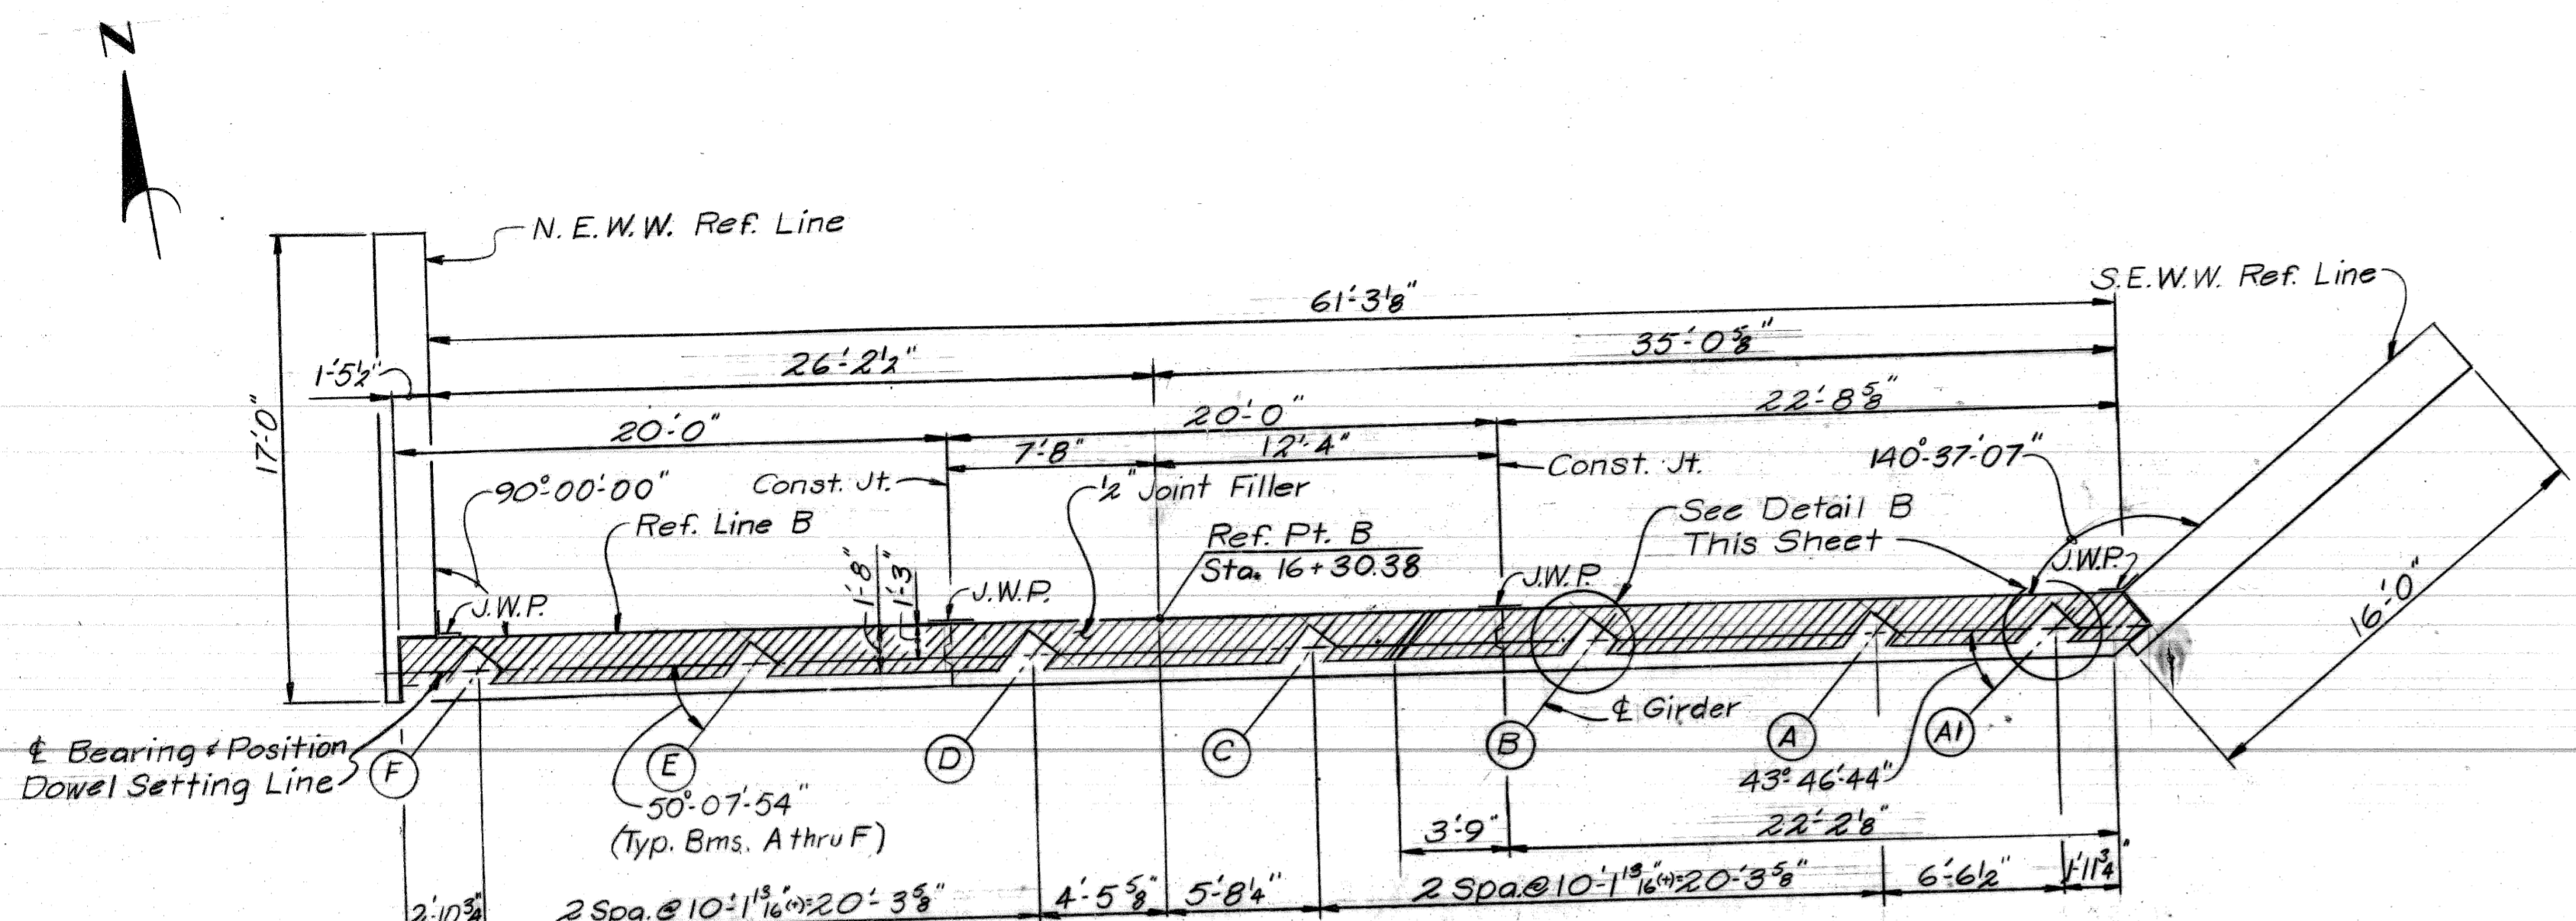 N
N.E.W.W. Ref. Line
S.E.W.W. Ref. Line
61'-3⅛"
26'-2½"
35'-0⅝"
1'-5½"
17'-0"
20'-0"
20'-0"
22'-8⅝"
7'-8"
12'-4"
90°-00'-00"
Const. Jt.
½" Joint Filler
Const. Jt.
140°-37'-07"
Ref. Line B
Ref. Pt. B
Sta. 16+30.38
See Detail B
This Sheet
1'-8"
1'-3"
J.W.P.
J.W.P.
J.W.P.
J.W.P.
16'-0"
℄ Bearing & Position
Dowel Setting Line
F
E
D
C
B
A
A1
℄ Girder
50°-07'-54"
(Typ. Bms. A thru F)
43°-46'-44"
3'-9"
22'-2⅛"
2'-10¾"
2 Spa. @ 10'-1 13/16"(+)=20'-3⅝"
4'-5⅝"
5'-8¼"
2 Spa. @ 10'-1 13/16"(+)=20'-3⅝"
6'-6½"
1'-11¾"